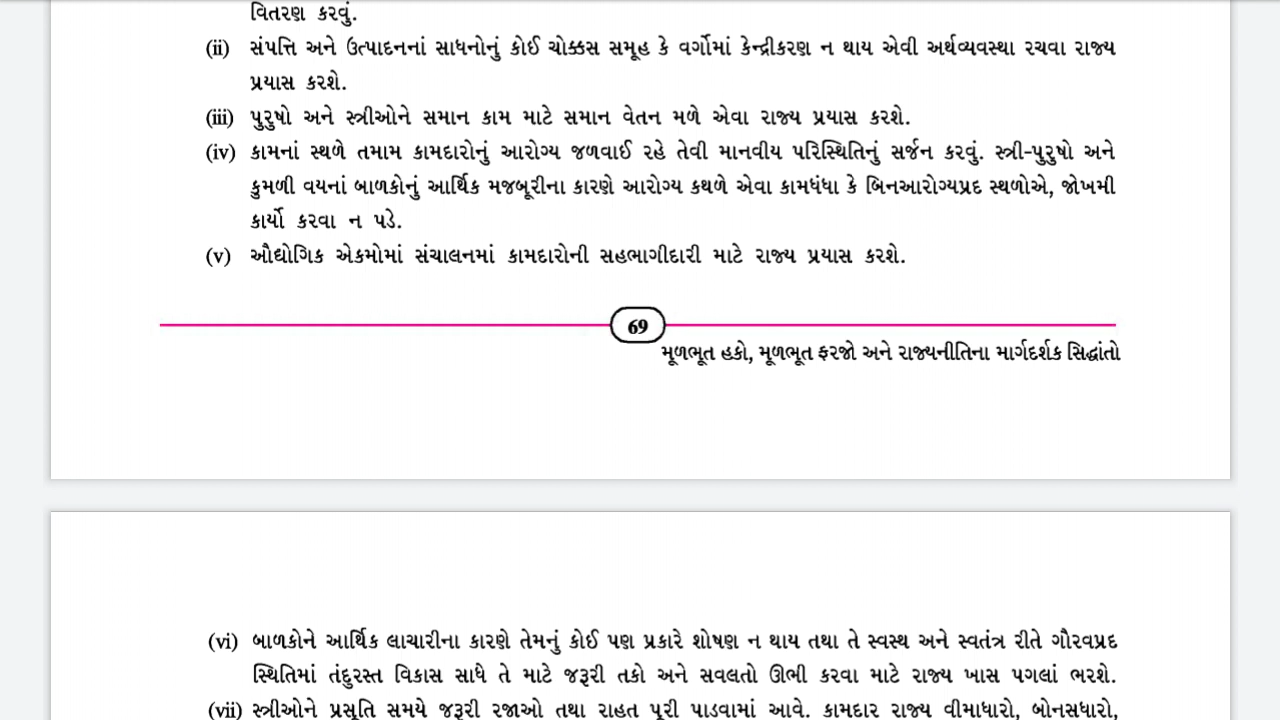 વિતરણ કરવું.
(ii) સંપત્તિ અને ઉત્પાદનનાં સાધનોનું કોઈ ચોક્કસ સમૂહ કે વર્ગોમાં કેન્દ્રીકરણ ન થાય એવી અર્થવ્યવસ્થા રચવા રાજ્ય
પ્રયાસ કરશે.
(iii) પુરુષો અને સ્ત્રીઓને સમાન કામ માટે સમાન વેતન મળે એવા રાજ્ય પ્રયાસ કરશે.
(iv) કામનાં સ્થળે તમામ કામદારોનું આરોગ્ય જળવાઈ રહે તેવી માનવીય પરિસ્થિતિનું સર્જન કરવું. સ્ત્રી-પુરુષો અને
કુમળી વયનાં બાળકોનું આર્થિક મજબૂરીના કારણે આરોગ્ય કથળે એવા કામધંધા કે બિનઆરોગ્યપ્રદ સ્થળોએ, જોખમી
કાર્યો કરવા ન પડે.
(v) ઔદ્યોગિક એકમોમાં સંચાલનમાં કામદારોની સહભાગીદારી માટે રાજ્ય પ્રયાસ કરશે.
69
મૂળભૂત હકો, મૂળભૂત ફરજો અને રાજ્યનીતિના માર્ગદર્શક સિદ્ધાંતો
(vi) બાળકોને આર્થિક લાચારીના કારણે તેમનું કોઈ પણ પ્રકારે શોષણ ન થાય તથા તે સ્વસ્થ અને સ્વતંત્ર રીતે ગૌરવપ્રદ
સ્થિતિમાં તંદુરસ્ત વિકાસ સાધે તે માટે જરૂરી તકો અને સવલતો ઊભી કરવા માટે રાજ્ય ખાસ પગલાં ભરશે.
(vii) સ્ત્રીઓને પ્રસૂતિ સમયે જરૂરી રજાઓ તથા રાહત પૂરી પાડવામાં આવે. કામદાર રાજ્ય વીમાધારો, બોનસધારો,